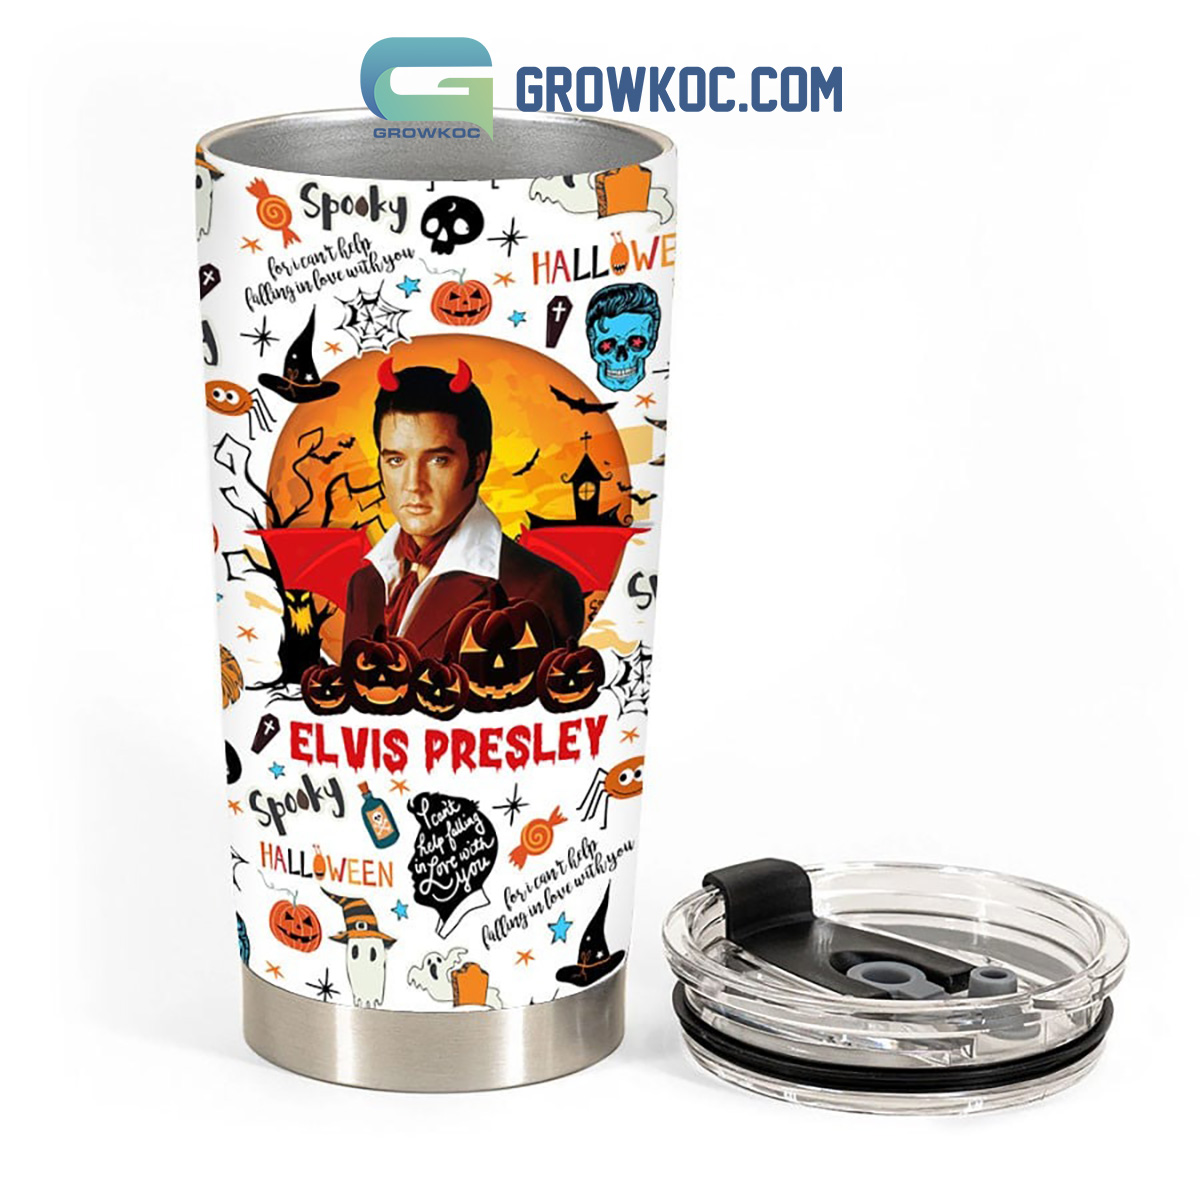 GROWKOC.COM
GROWKOC
Spooky
for i can't help
falling in love with you
HALLOWE
ELVIS PRESLEY
Spooky
HALLOWEEN
I can't
help falling
in Love with
you
for i can't help
falling in love with you